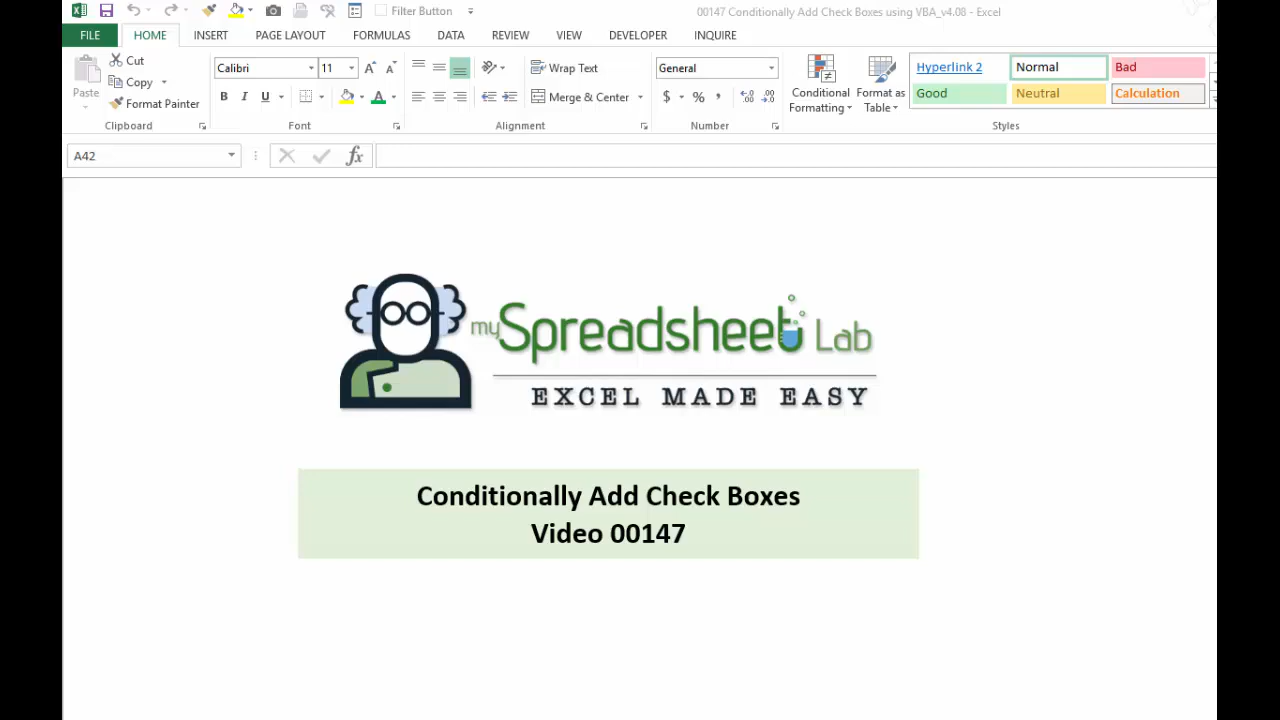 Filter Button
00147 Conditionally Add Check Boxes using VBA_v4.08 - Excel
FILE HOME INSERT PAGE LAYOUT FORMULAS DATA REVIEW VIEW DEVELOPER INQUIRE
Paste
Cut
Copy
Format Painter
Clipboard
Calibri 11
B I U A
Font
Wrap Text
Merge & Center
Alignment
General
$ %
Number
Conditional
Formatting
Format as
Table
Hyperlink 2 Normal Bad
Good Neutral Calculation
Styles
A42
fx
my Spreadsheet Lab
EXCEL MADE EASY
Conditionally Add Check Boxes
Video 00147